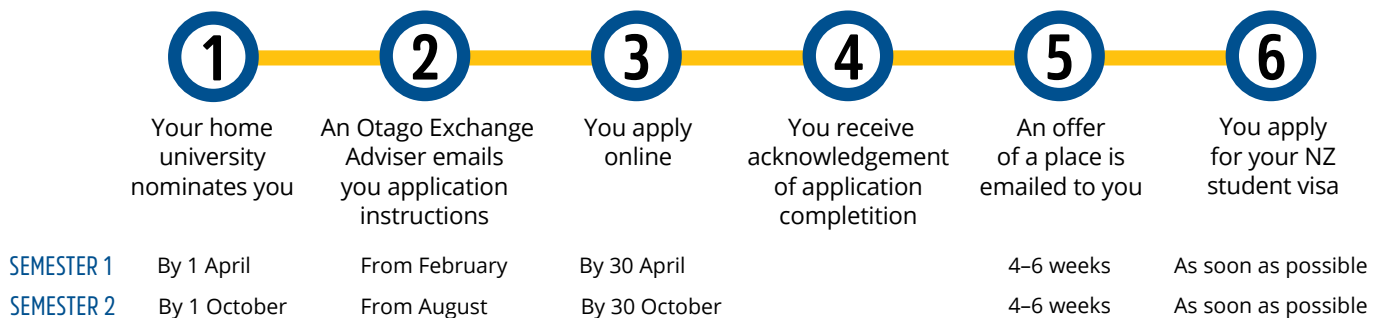 1 2 3 4 5 6
Your home
university
nominates you
An Otago Exchange
Adviser emails
you application
instructions
You apply
online
You receive
acknowledgement
of application
completition
An offer
of a place is
emailed to you
You apply
for your NZ
student visa
SEMESTER 1 By 1 April From February By 30 April 4–6 weeks As soon as possible
SEMESTER 2 By 1 October From August By 30 October 4–6 weeks As soon as possible